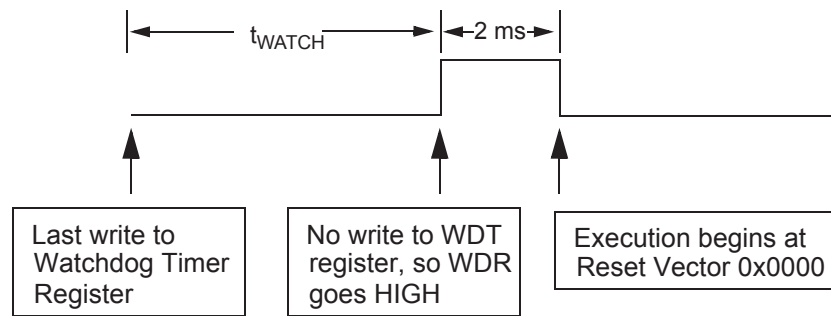 tWATCH
2 ms
Last write to
Watchdog Timer
Register
No write to WDT
register, so WDR
goes HIGH
Execution begins at
Reset Vector 0x0000